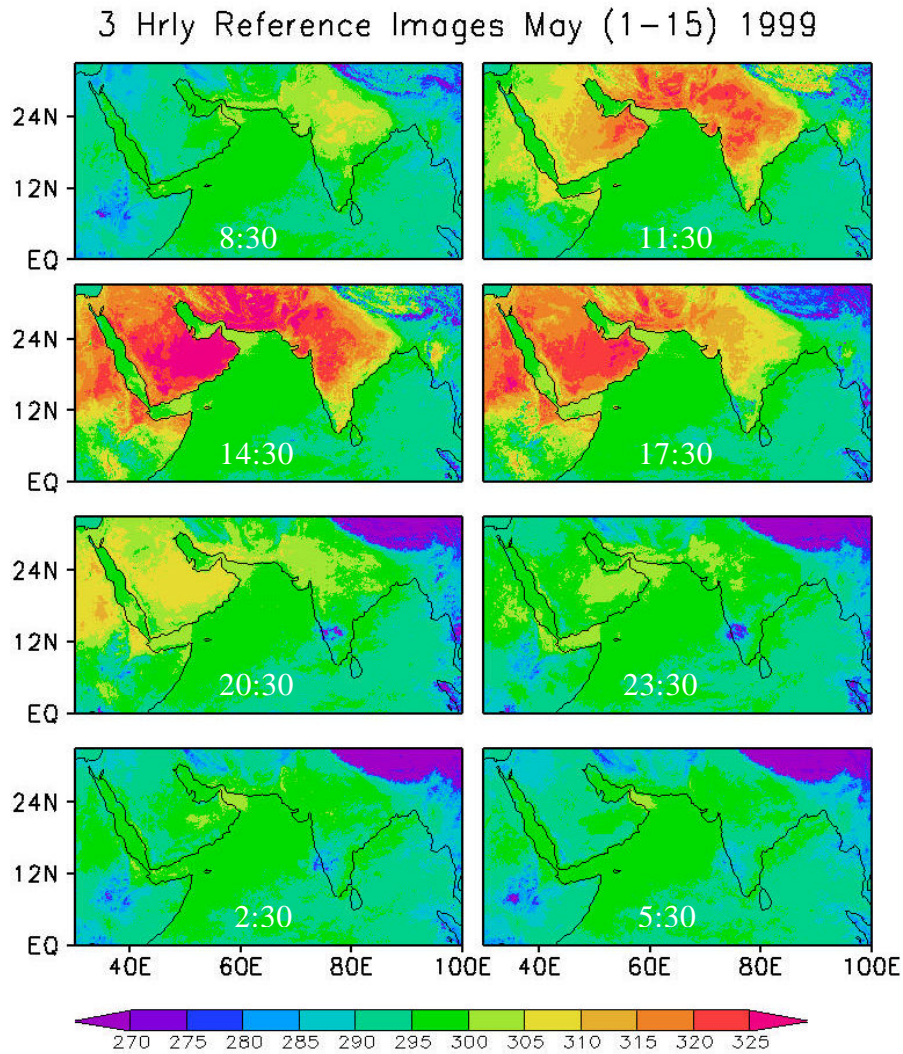 3 Hrly Reference Images May (1-15) 1999
24N
12N
EQ
8:30
11:30
24N
12N
EQ
14:30
17:30
24N
12N
EQ
20:30
23:30
24N
12N
EQ
2:30
5:30
40E 60E 80E 100E 40E 60E 80E 100E
270 275 280 285 290 295 300 305 310 315 320 325